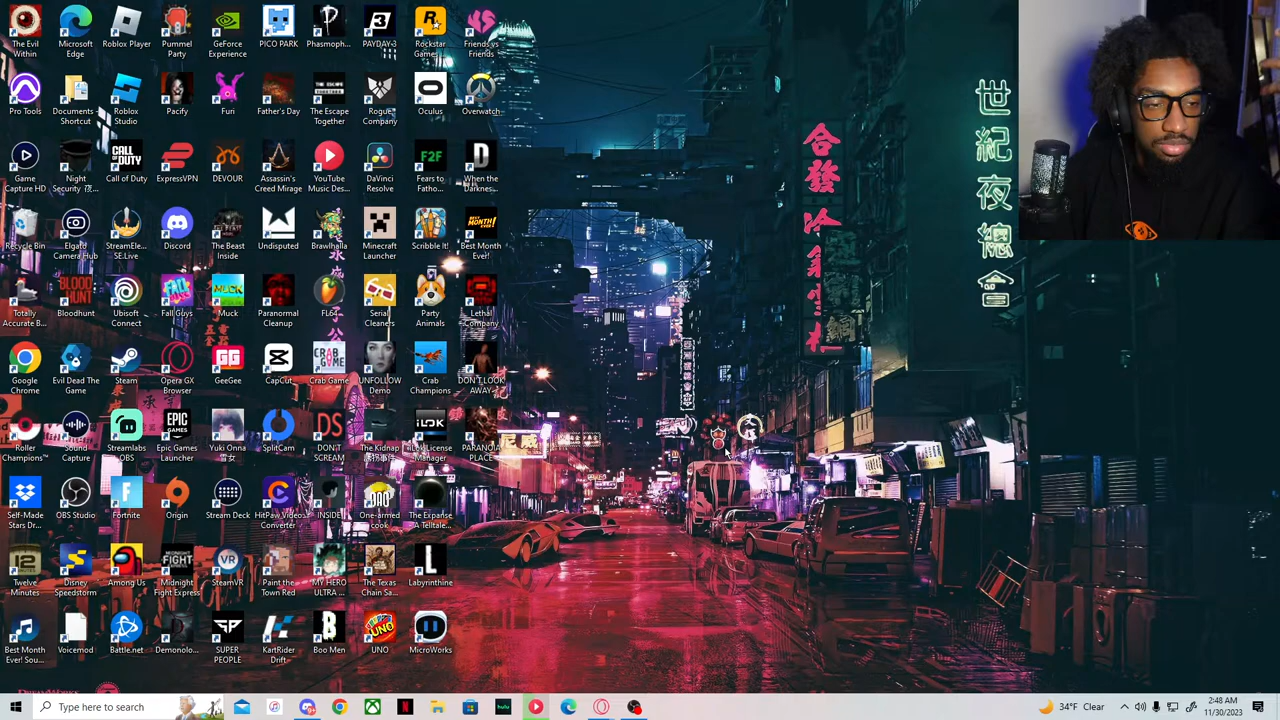 The Evil
Within
Microsoft
Edge
Roblox Player
Pummel
Party
GeForce
Experience
PICO PARK
Phasmoph...
PAYDAY 3
Rockstar
Games...
Friends vs
Friends
Pro Tools
Documents -
Shortcut
Roblox
Studio
Pacify
Furi
Father's Day
The Escape
Together
Rogue
Company
Oculus
Overwatch
Game
Capture HD
Night
Security
Call of Duty
ExpressVPN
DEVOUR
Assassin's
Creed Mirage
YouTube
Music Des...
DaVinci
Resolve
Fears to
Fatho...
When the
Darkness...
Recycle Bin
Elgato
Camera Hub
StreamEle...
SE.Live
Discord
The Beast
Inside
Undisputed
Brawlhalla
Minecraft
Launcher
Scribble It!
Best Month
Ever!
Totally
Accurate B...
Bloodhunt
Ubisoft
Connect
Fall Guys
Muck
Paranormal
Cleanup
FL64
Serial
Cleaners
Party
Animals
Lethal
Company
Google
Chrome
Evil Dead The
Game
Steam
Opera GX
Browser
GeeGee
CapCut
Crab Game
UNFOLLOW
Demo
Crab
Champions
DON'T LOOK
AWAY
Roller
Champions™
Sound
Capture
Streamlabs
OBS
Epic Games
Launcher
Yuki Onna
SplitCam
DON'T
SCREAM
The Kidnap
iLok License
Manager
PARANOIA
PLACE
Self-Made
Stars Dr...
OBS Studio
Fortnite
Origin
Stream Deck
HitPaw Video
Converter
INSIDE
One-armed
cook
The Expanse
A Telltale...
Twelve
Minutes
Disney
Speedstorm
Among Us
Midnight
Fight Express
SteamVR
Paint the
Town Red
MY HERO
ULTRA ...
The Texas
Chain Sa...
Labyrinthine
Best Month
Ever! Sou...
Voicemod
Battle.net
Demonolo...
SUPER
PEOPLE
KartRider
Drift
Boo Men
UNO
MicroWorks
世紀夜總會
Type here to search
34°F Clear
2:48 AM
11/30/2023